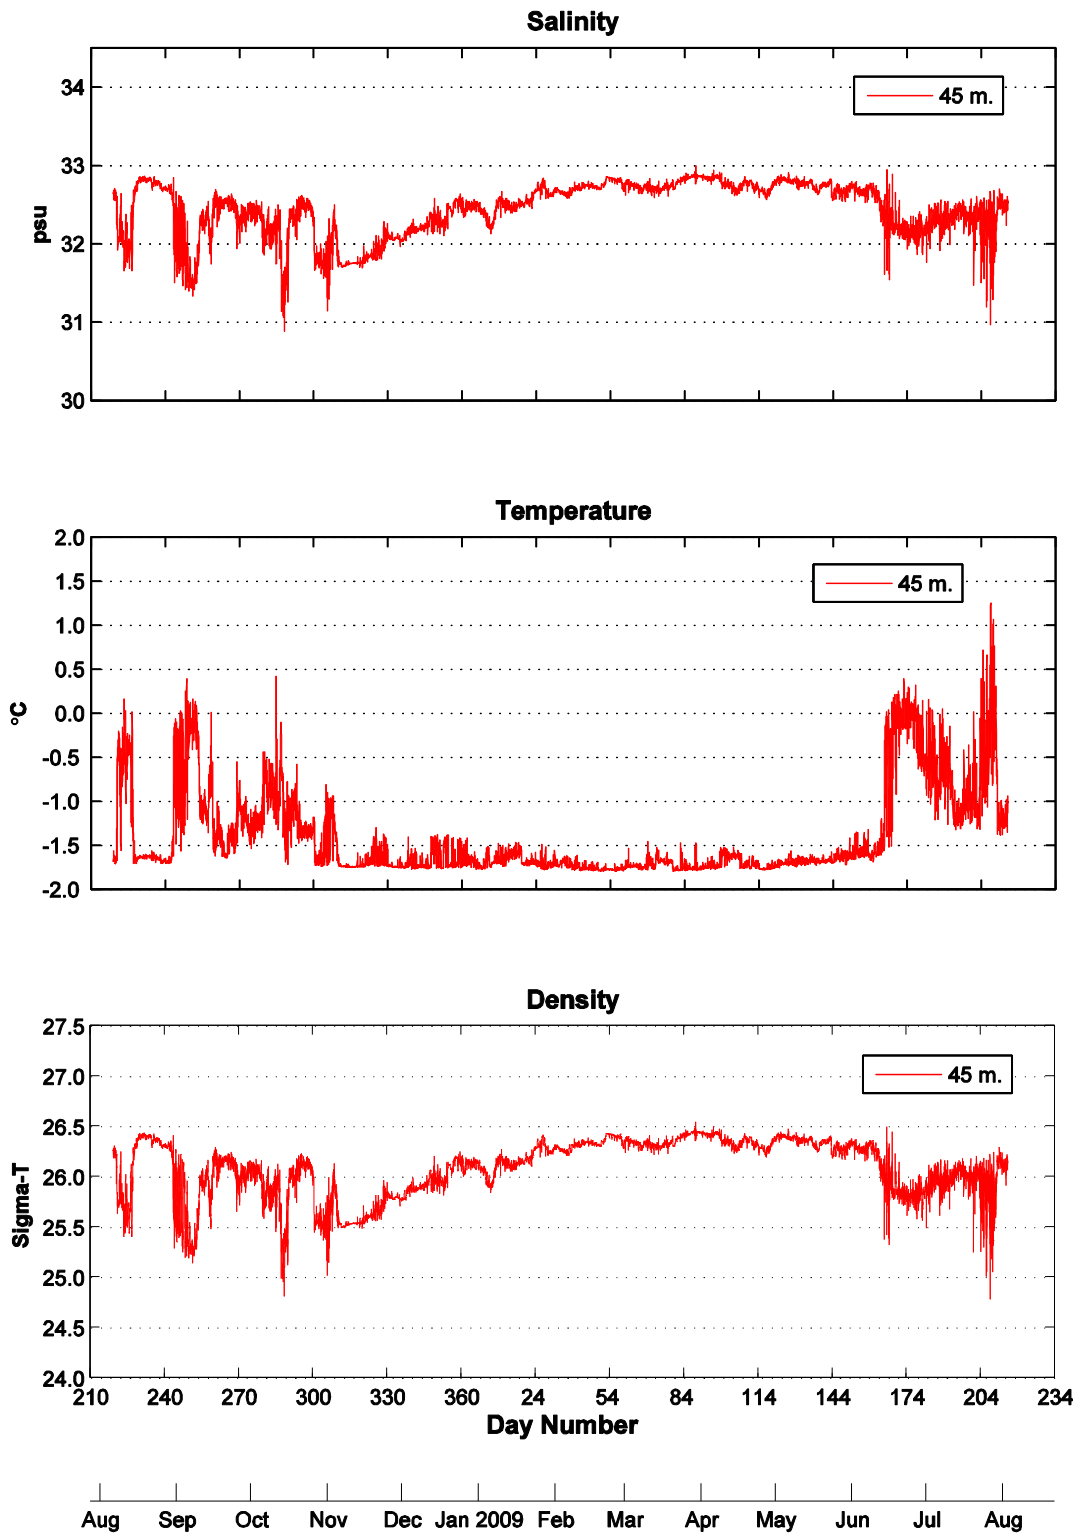 Salinity
34
33
32
31
30
psu
45 m.
Temperature
2.0
1.5
1.0
0.5
0.0
-0.5
-1.0
-1.5
-2.0
°C
45 m.
Density
27.5
27.0
26.5
26.0
25.5
25.0
24.5
24.0
Sigma-T
45 m.
210 240 270 300 330 360 24 54 84 114 144 174 204 234
Day Number
Aug Sep Oct Nov Dec Jan 2009 Feb Mar Apr May Jun Jul Aug